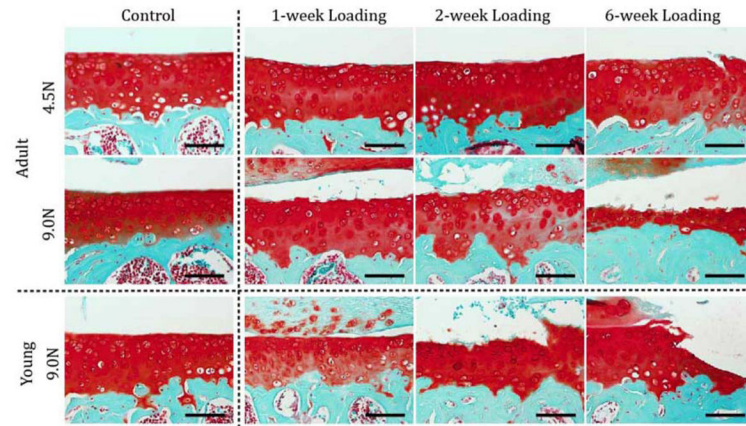 Control 1-week Loading 2-week Loading 6-week Loading
Adult
4.5N
9.0N
Young
9.0N